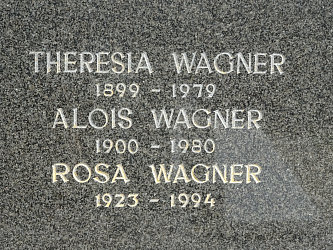 THERESIA WAGNER
1899 - 1979
ALOIS WAGNER
1900 - 1980
ROSA WAGNER
1923 - 1994